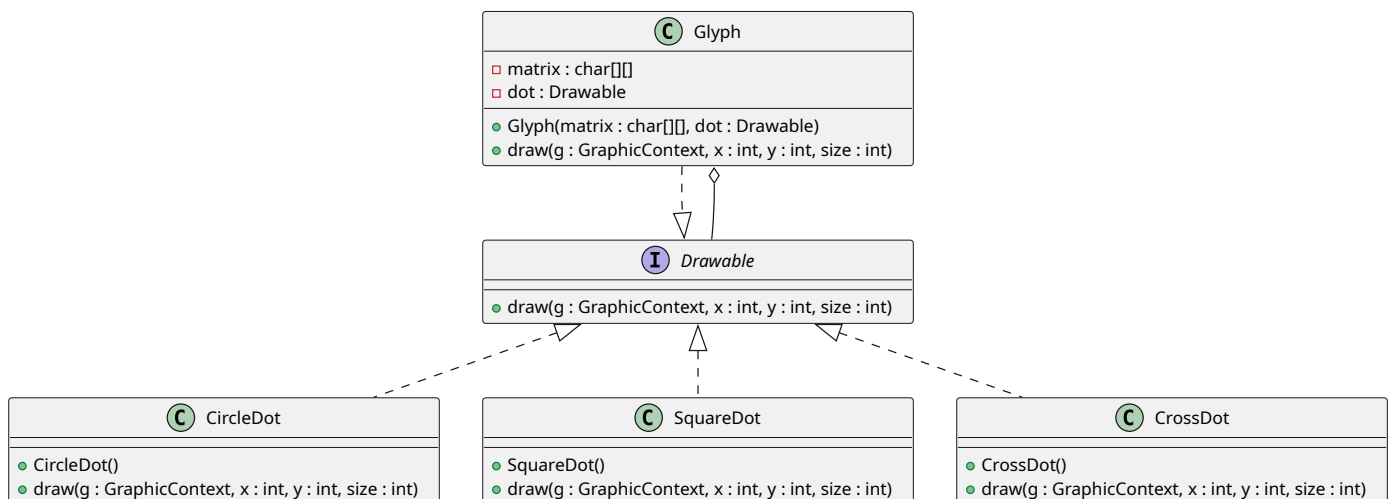 C Glyph
matrix : char[][]
dot : Drawable
Glyph(matrix : char[][], dot : Drawable)
draw(g : GraphicContext, x : int, y : int, size : int)
I Drawable
draw(g : GraphicContext, x : int, y : int, size : int)
C CircleDot
CircleDot()
draw(g : GraphicContext, x : int, y : int, size : int)
C SquareDot
SquareDot()
draw(g : GraphicContext, x : int, y : int, size : int)
C CrossDot
CrossDot()
draw(g : GraphicContext, x : int, y : int, size : int)